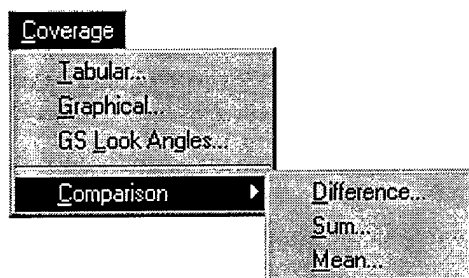 Coverage
Tabular...
Graphical...
GS Look Angles...
Comparison
Difference...
Sum...
Mean...